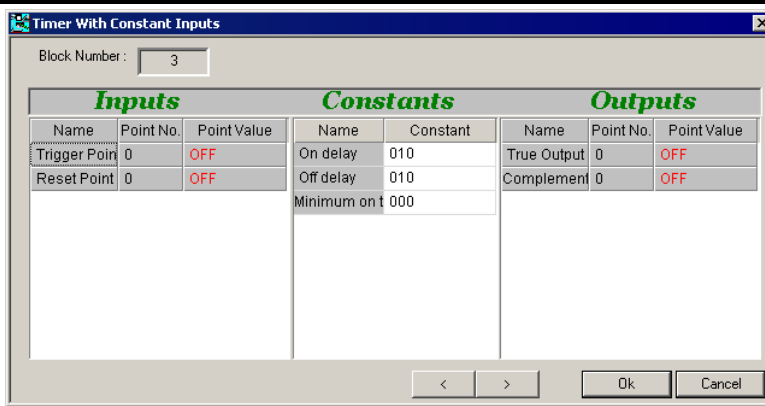 Timer With Constant Inputs
Block Number : 3
Inputs Constants Outputs
Name Point No. Point Value Name Constant Name Point No. Point Value
Trigger Poin 0 OFF On delay 010 True Output 0 OFF
Reset Point 0 OFF Off delay 010 Complement 0 OFF
Minimum on t 000
< > Ok Cancel